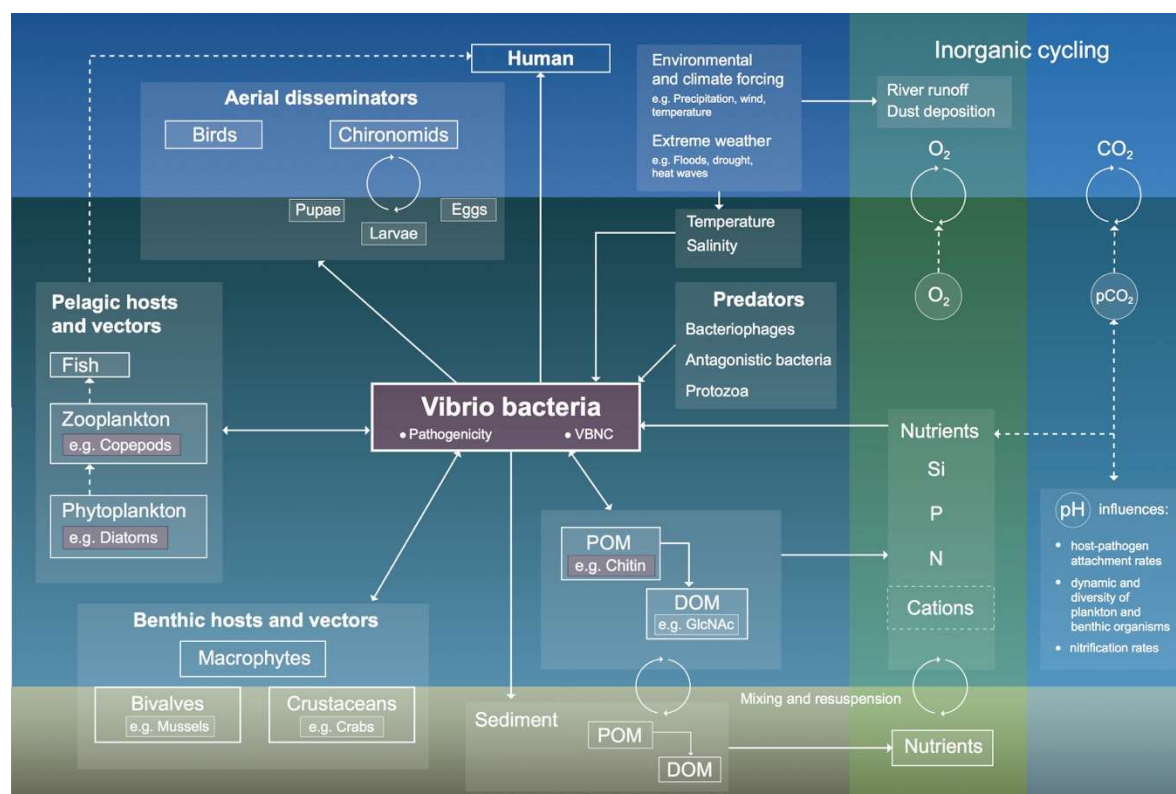 Human
Aerial disseminators
Birds
Chironomids
Pupae
Larvae
Eggs
Environmental
and climate forcing
e.g. Precipitation, wind,
temperature
Extreme weather
e.g. Floods, drought,
heat waves
Inorganic cycling
River runoff
Dust deposition
O₂
CO₂
Temperature
Salinity
O₂
pCO₂
Pelagic hosts
and vectors
Fish
Zooplankton
e.g. Copepods
Phytoplankton
e.g. Diatoms
Predators
Bacteriophages
Antagonistic bacteria
Protozoa
Vibrio bacteria
• Pathogenicity
• VBNC
Nutrients
Si
P
N
Cations
pH influences:
• host-pathogen
attachment rates
• dynamic and
diversity of
plankton and
benthic organisms
• nitrification rates
POM
e.g. Chitin
DOM
e.g. GlcNAc
Benthic hosts and vectors
Macrophytes
Bivalves
e.g. Mussels
Crustaceans
e.g. Crabs
Sediment
POM
DOM
Mixing and resuspension
Nutrients